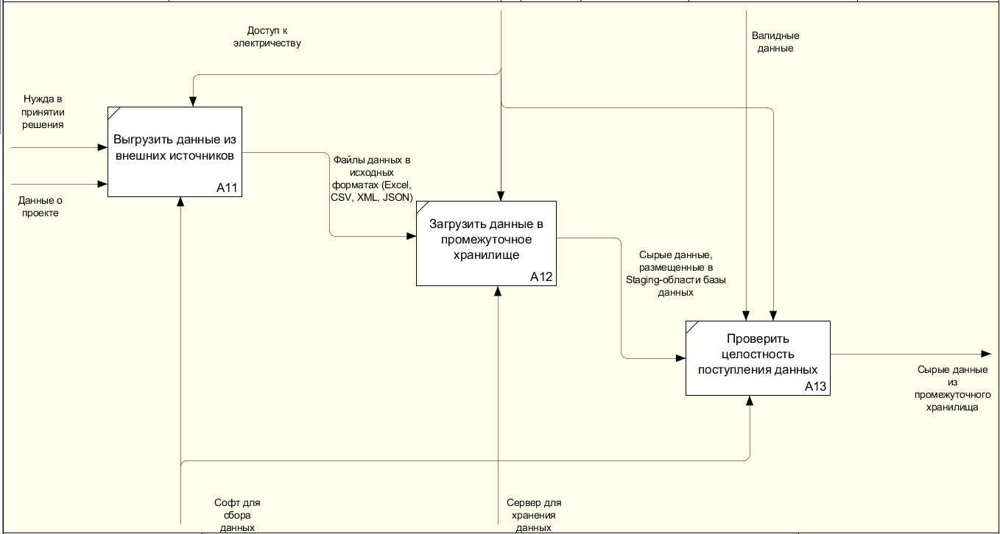 Доступ к
электричеству
Валидные
данные
Нужда в
принятии
решения
Выгрузить данные из
внешних источников
A11
Данные о
проекте
Файлы данных в
исходных
форматах (Excel,
CSV, XML, JSON)
Загрузить данные в
промежуточное
хранилище
A12
Сырые данные,
размещенные в
Staging-области базы
данных
Проверить
целостность
поступления данных
A13
Сырые данные
из
промежуточного
хранилища
Софт для
сбора
данных
Сервер для
хранения
данных